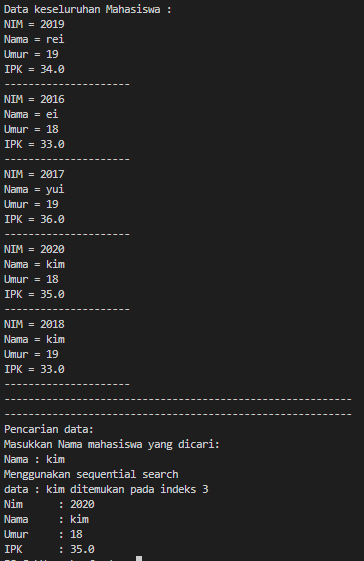 Data keseluruhan Mahasiswa :
NIM = 2019
Nama = rei
Umur = 19
IPK = 34.0
---------------------
NIM = 2016
Nama = ei
Umur = 18
IPK = 33.0
---------------------
NIM = 2017
Nama = yui
Umur = 19
IPK = 36.0
---------------------
NIM = 2020
Nama = kim
Umur = 18
IPK = 35.0
---------------------
NIM = 2018
Nama = kim
Umur = 19
IPK = 33.0
---------------------
----------------------------------------------------------
----------------------------------------------------------
Pencarian data:
Masukkan Nama mahasiswa yang dicari:
Nama : kim
Menggunakan sequential search
data : kim ditemukan pada indeks 3
Nim      : 2020
Nama     : kim
Umur     : 18
IPK      : 35.0